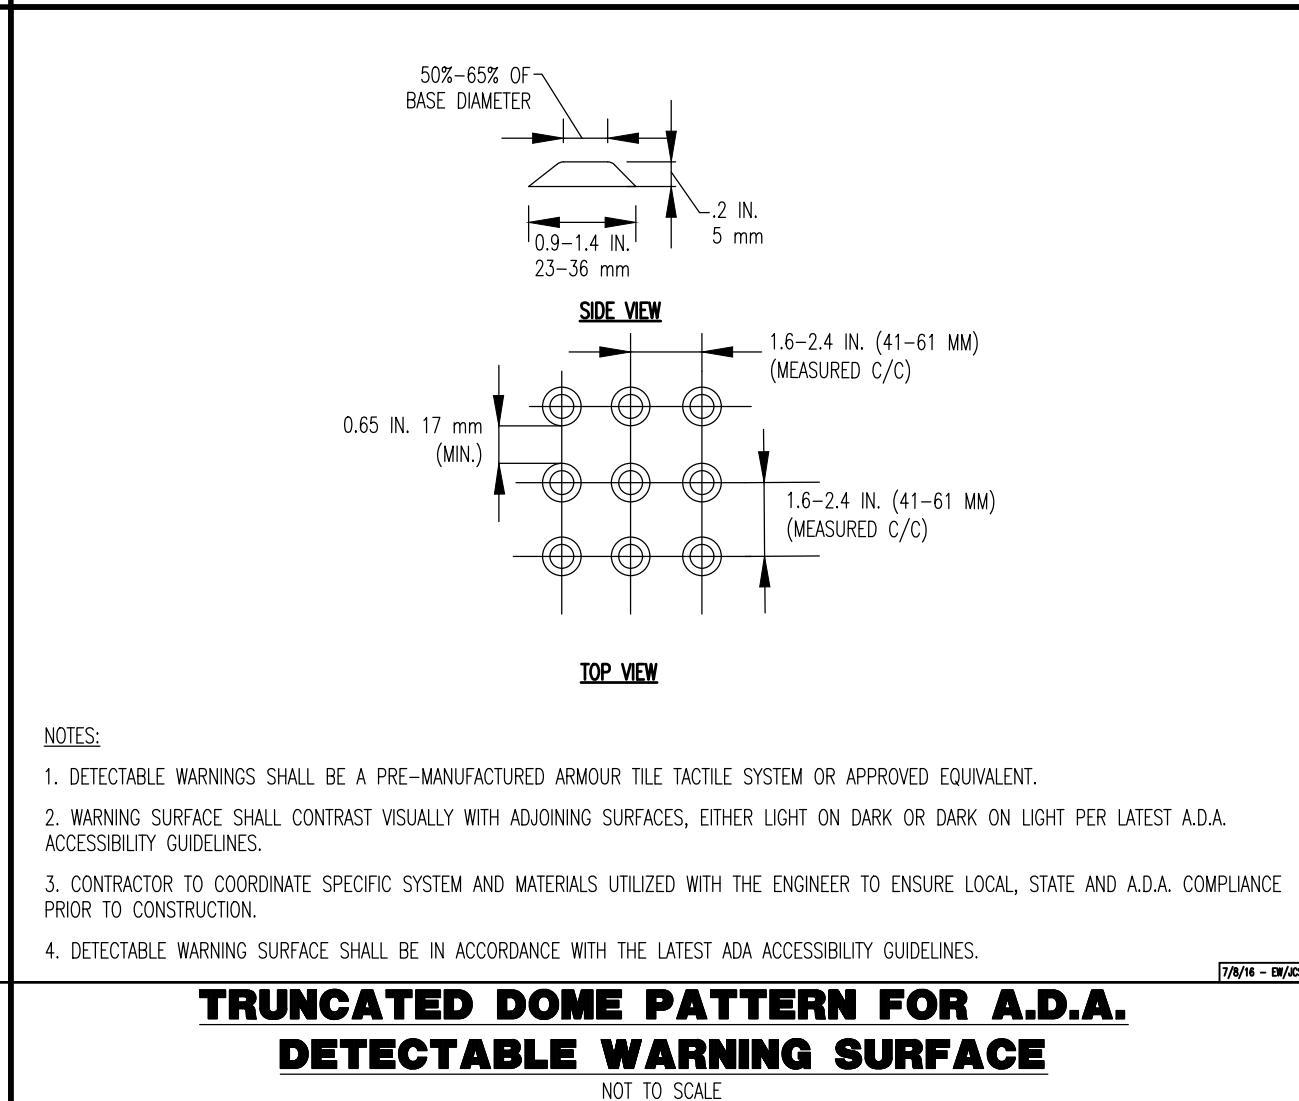 50%-65% OF
BASE DIAMETER
.2 IN.
5 mm
0.9-1.4 IN.
23-36 mm
SIDE VIEW
1.6-2.4 IN. (41-61 MM)
(MEASURED C/C)
0.65 IN. 17 mm
(MIN.)
1.6-2.4 IN. (41-61 MM)
(MEASURED C/C)
TOP VIEW
NOTES:
1. DETECTABLE WARNINGS SHALL BE A PRE-MANUFACTURED ARMOUR TILE TACTILE SYSTEM OR APPROVED EQUIVALENT.
2. WARNING SURFACE SHALL CONTRAST VISUALLY WITH ADJOINING SURFACES, EITHER LIGHT ON DARK OR DARK ON LIGHT PER LATEST A.D.A.
ACCESSIBILITY GUIDELINES.
3. CONTRACTOR TO COORDINATE SPECIFIC SYSTEM AND MATERIALS UTILIZED WITH THE ENGINEER TO ENSURE LOCAL, STATE AND A.D.A. COMPLIANCE
PRIOR TO CONSTRUCTION.
4. DETECTABLE WARNING SURFACE SHALL BE IN ACCORDANCE WITH THE LATEST ADA ACCESSIBILITY GUIDELINES.
7/8/16 - EW/JCS
TRUNCATED DOME PATTERN FOR A.D.A.
DETECTABLE WARNING SURFACE
NOT TO SCALE